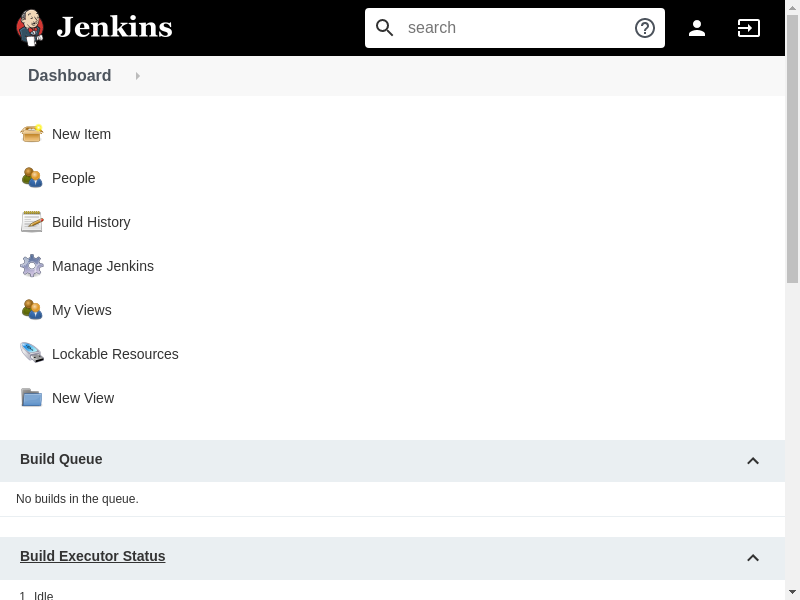 Jenkins
search
Dashboard
New Item
People
Build History
Manage Jenkins
My Views
Lockable Resources
New View
Build Queue
No builds in the queue.
Build Executor Status
1 Idle